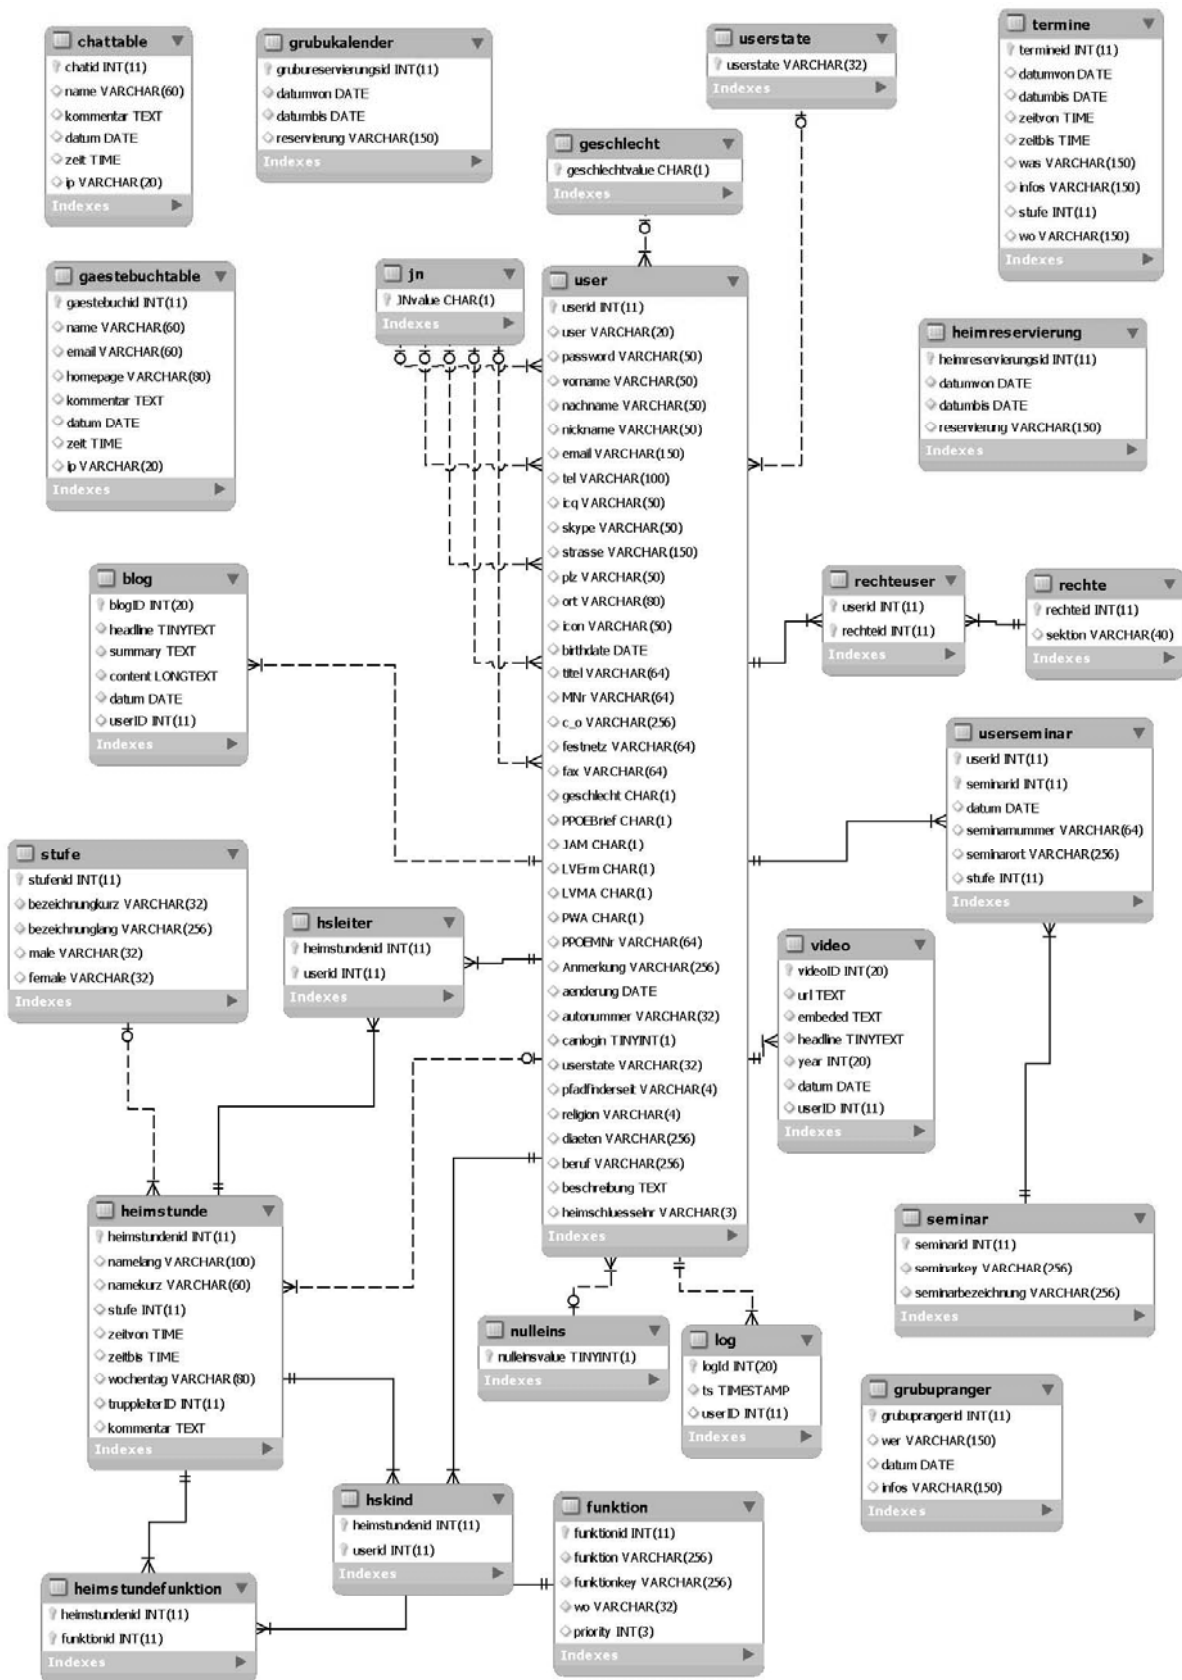 chattable
chatid INT(11)
name VARCHAR(60)
kommentar TEXT
datum DATE
zeit TIME
ip VARCHAR(20)
Indexes
grubukalender
grubureservierungsid INT(11)
datumvon DATE
datumbis DATE
reservierung VARCHAR(150)
Indexes
userstate
userstate VARCHAR(32)
Indexes
termine
termineid INT(11)
datumvon DATE
datumbis DATE
zeitvon TIME
zeitbis TIME
was VARCHAR(150)
infos VARCHAR(150)
stufe INT(11)
wo VARCHAR(150)
Indexes
geschlecht
geschlechtvalue CHAR(1)
Indexes
gaestebuchtable
gaestebuchid INT(11)
name VARCHAR(60)
email VARCHAR(60)
homepage VARCHAR(80)
kommentar TEXT
datum DATE
zeit TIME
ip VARCHAR(20)
Indexes
jn
JNvalue CHAR(1)
Indexes
user
userid INT(11)
user VARCHAR(20)
password VARCHAR(50)
vorname VARCHAR(50)
nachname VARCHAR(50)
nickname VARCHAR(50)
email VARCHAR(150)
tel VARCHAR(100)
icq VARCHAR(50)
skype VARCHAR(50)
strasse VARCHAR(150)
plz VARCHAR(50)
ort VARCHAR(80)
icon VARCHAR(50)
birthdate DATE
titel VARCHAR(64)
MNr VARCHAR(64)
c_o VARCHAR(256)
festnetz VARCHAR(64)
fax VARCHAR(64)
geschlecht CHAR(1)
PPOEBrief CHAR(1)
JAM CHAR(1)
LVErm CHAR(1)
LVMA CHAR(1)
PWA CHAR(1)
PPOEMNr VARCHAR(64)
Anmerkung VARCHAR(256)
aenderung DATE
autonummer VARCHAR(32)
canlogin TINYINT(1)
userstate VARCHAR(32)
pfadfinderseit VARCHAR(4)
religion VARCHAR(4)
diaeten VARCHAR(256)
beruf VARCHAR(256)
beschreibung TEXT
heimschluesselnr VARCHAR(3)
Indexes
heimreservierung
heimreservierungsid INT(11)
datumvon DATE
datumbis DATE
reservierung VARCHAR(150)
Indexes
blog
blogID INT(20)
headline TINYTEXT
summary TEXT
content LONGTEXT
datum DATE
userID INT(11)
Indexes
rechteuser
userid INT(11)
rechteid INT(11)
Indexes
rechte
rechteid INT(11)
sektion VARCHAR(40)
Indexes
userseminar
userid INT(11)
seminarid INT(11)
datum DATE
seminarnummer VARCHAR(64)
seminarort VARCHAR(256)
stufe INT(11)
Indexes
stufe
stufenid INT(11)
bezeichnungkurz VARCHAR(32)
bezeichnunglang VARCHAR(256)
male VARCHAR(32)
female VARCHAR(32)
Indexes
hsleiter
heimstundenid INT(11)
userid INT(11)
Indexes
video
videoID INT(20)
url TEXT
embeded TEXT
headline TINYTEXT
year INT(20)
datum DATE
userID INT(11)
Indexes
heimstunde
heimstundenid INT(11)
namelang VARCHAR(100)
namekurz VARCHAR(60)
stufe INT(11)
zeitvon TIME
zeitbis TIME
wochentag VARCHAR(80)
truppleiterID INT(11)
kommentar TEXT
Indexes
seminar
seminarid INT(11)
seminarkey VARCHAR(256)
seminarbezeichnung VARCHAR(256)
Indexes
nulleins
nulleinsvalue TINYINT(1)
Indexes
log
logId INT(20)
ts TIMESTAMP
userID INT(11)
Indexes
grubupranger
grubuprangerid INT(11)
wer VARCHAR(150)
datum DATE
infos VARCHAR(150)
Indexes
hskind
heimstundenid INT(11)
userid INT(11)
Indexes
funktion
funktionid INT(11)
funktion VARCHAR(256)
funktionkey VARCHAR(256)
wo VARCHAR(32)
priority INT(3)
Indexes
heimstundefunktion
heimstundenid INT(11)
funktionid INT(11)
Indexes